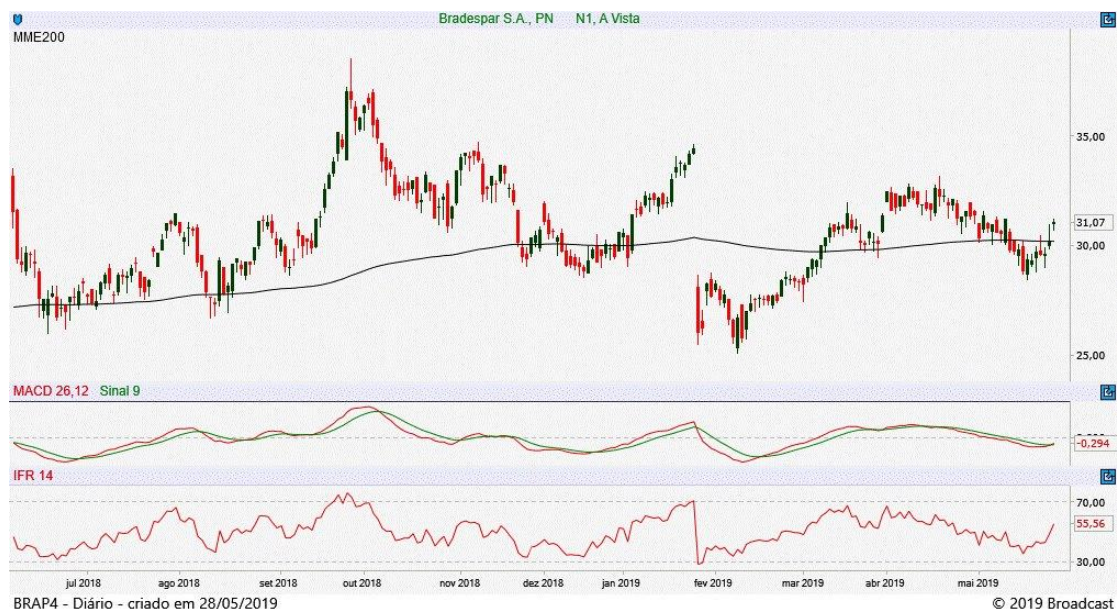 Bradespar S.A., PN N1, A Vista
MME200
35,00
31,07
30,00
25,00
MACD 26,12 Sinal 9
-0,294
IFR 14
70,00
55,56
30,00
jul 2018 ago 2018 set 2018 out 2018 nov 2018 dez 2018 jan 2019 fev 2019 mar 2019 abr 2019 mai 2019
BRAP4 - Diário - criado em 28/05/2019 © 2019 Broadcast